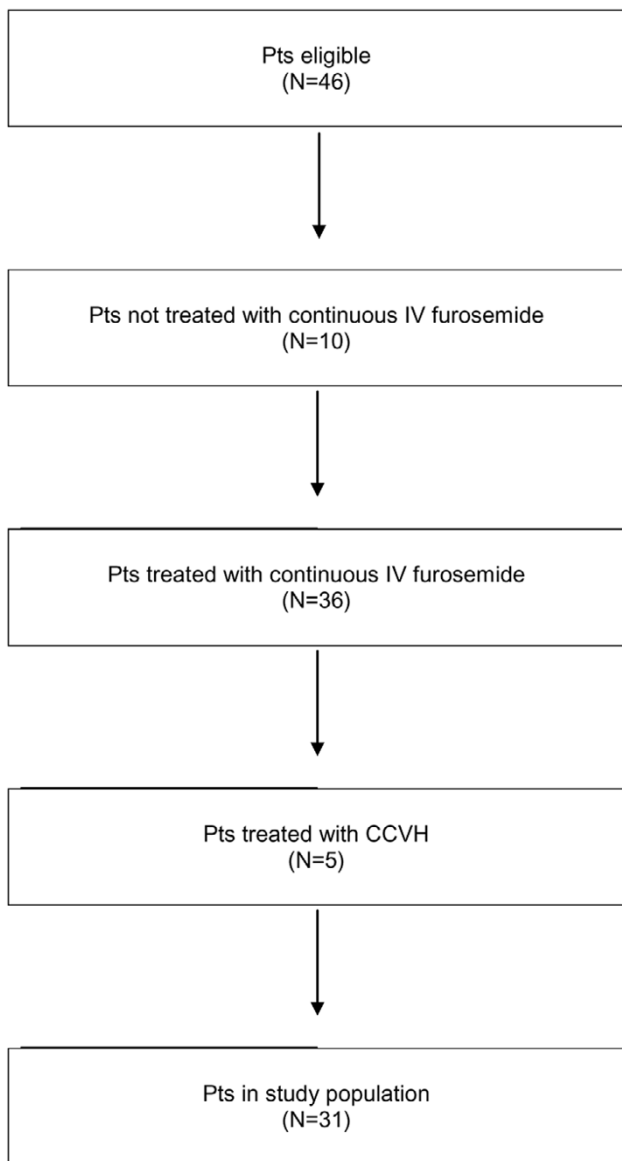 Pts eligible
(N=46)
Pts not treated with continuous IV furosemide
(N=10)
Pts treated with continuous IV furosemide
(N=36)
Pts treated with CCVH
(N=5)
Pts in study population
(N=31)